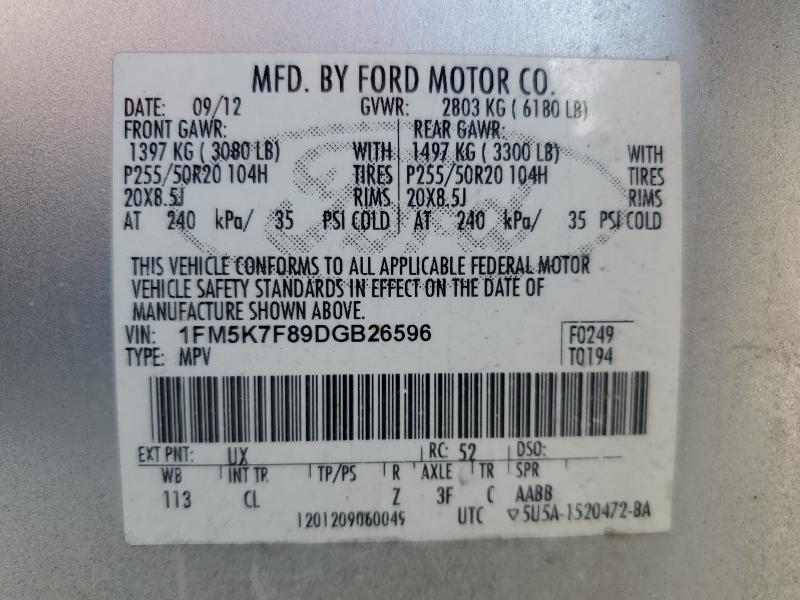 MFD. BY FORD MOTOR CO.
DATE: 09/12 GVWR: 2803 KG ( 6180 LB)
FRONT GAWR: REAR GAWR:
1397 KG ( 3080 LB) WITH 1497 KG ( 3300 LB) WITH
P255/50R20 104H TIRES P255/50R20 104H TIRES
20X8.5J RIMS 20X8.5J RIMS
AT 240 kPa/ 35 PSI COLD AT 240 kPa/ 35 PSI COLD
Ford
THIS VEHICLE CONFORMS TO ALL APPLICABLE FEDERAL MOTOR
VEHICLE SAFETY STANDARDS IN EFFECT ON THE DATE OF
MANUFACTURE SHOWN ABOVE.
VIN: 1FM5K7F89DGB26596 F0249
TYPE: MPV T0194
EXT PNT: UX RC: 52 DSO:
WB INT TR TP/PS R AXLE TR SPR
113 CL Z 3F C AABB
1201209060049 UTC ▽5U5A-1520472-BA